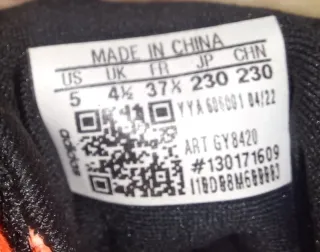 MADE IN CHINA
US UK FR JP CHN
5 4½ 37⅓ 230 230
YYA 606001 04/22
adidas
ART GY8420
#130171609